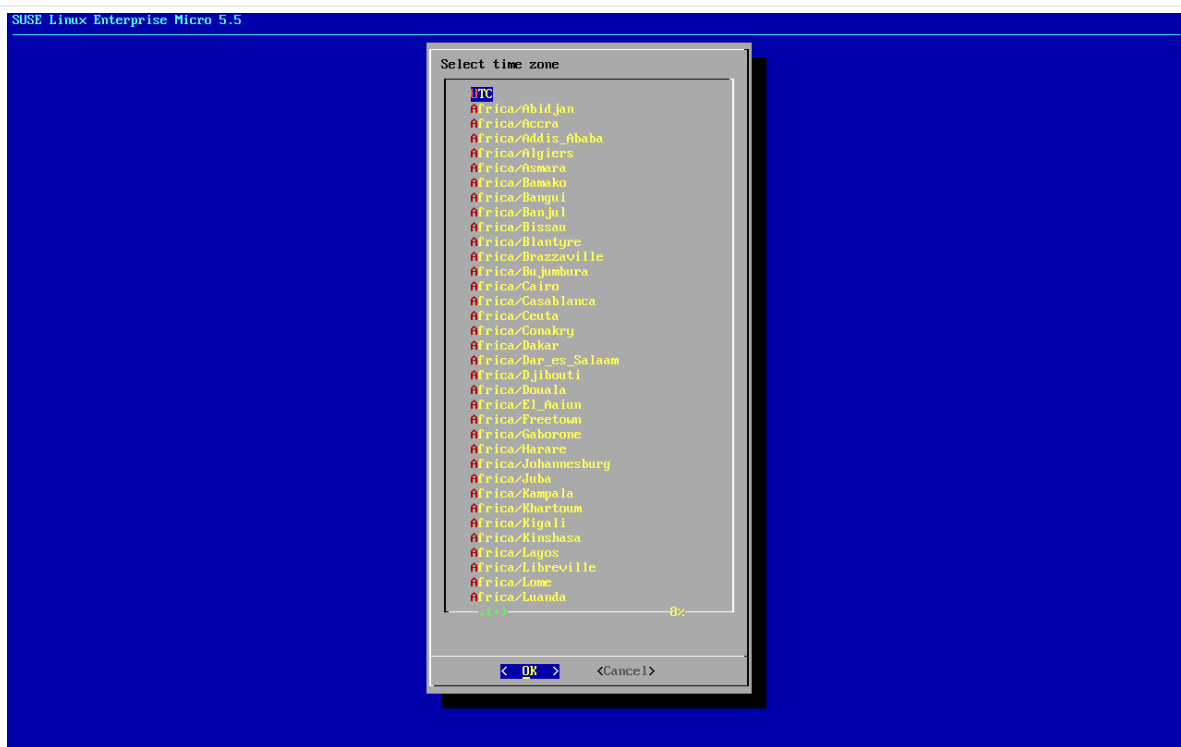 SUSE Linux Enterprise Micro 5.5
Select time zone
UTC
Africa/Abidjan
Africa/Accra
Africa/Addis_Ababa
Africa/Algiers
Africa/Asmara
Africa/Bamako
Africa/Bangui
Africa/Banjul
Africa/Bissau
Africa/Blantyre
Africa/Brazzaville
Africa/Bujumbura
Africa/Cairo
Africa/Casablanca
Africa/Ceuta
Africa/Conakry
Africa/Dakar
Africa/Dar_es_Salaam
Africa/Djibouti
Africa/Douala
Africa/El_Aaiun
Africa/Freetown
Africa/Gaborone
Africa/Harare
Africa/Johannesburg
Africa/Juba
Africa/Kampala
Africa/Khartoum
Africa/Kigali
Africa/Kinshasa
Africa/Lagos
Africa/Libreville
Africa/Lome
Africa/Luanda
8%
< OK > <Cancel>